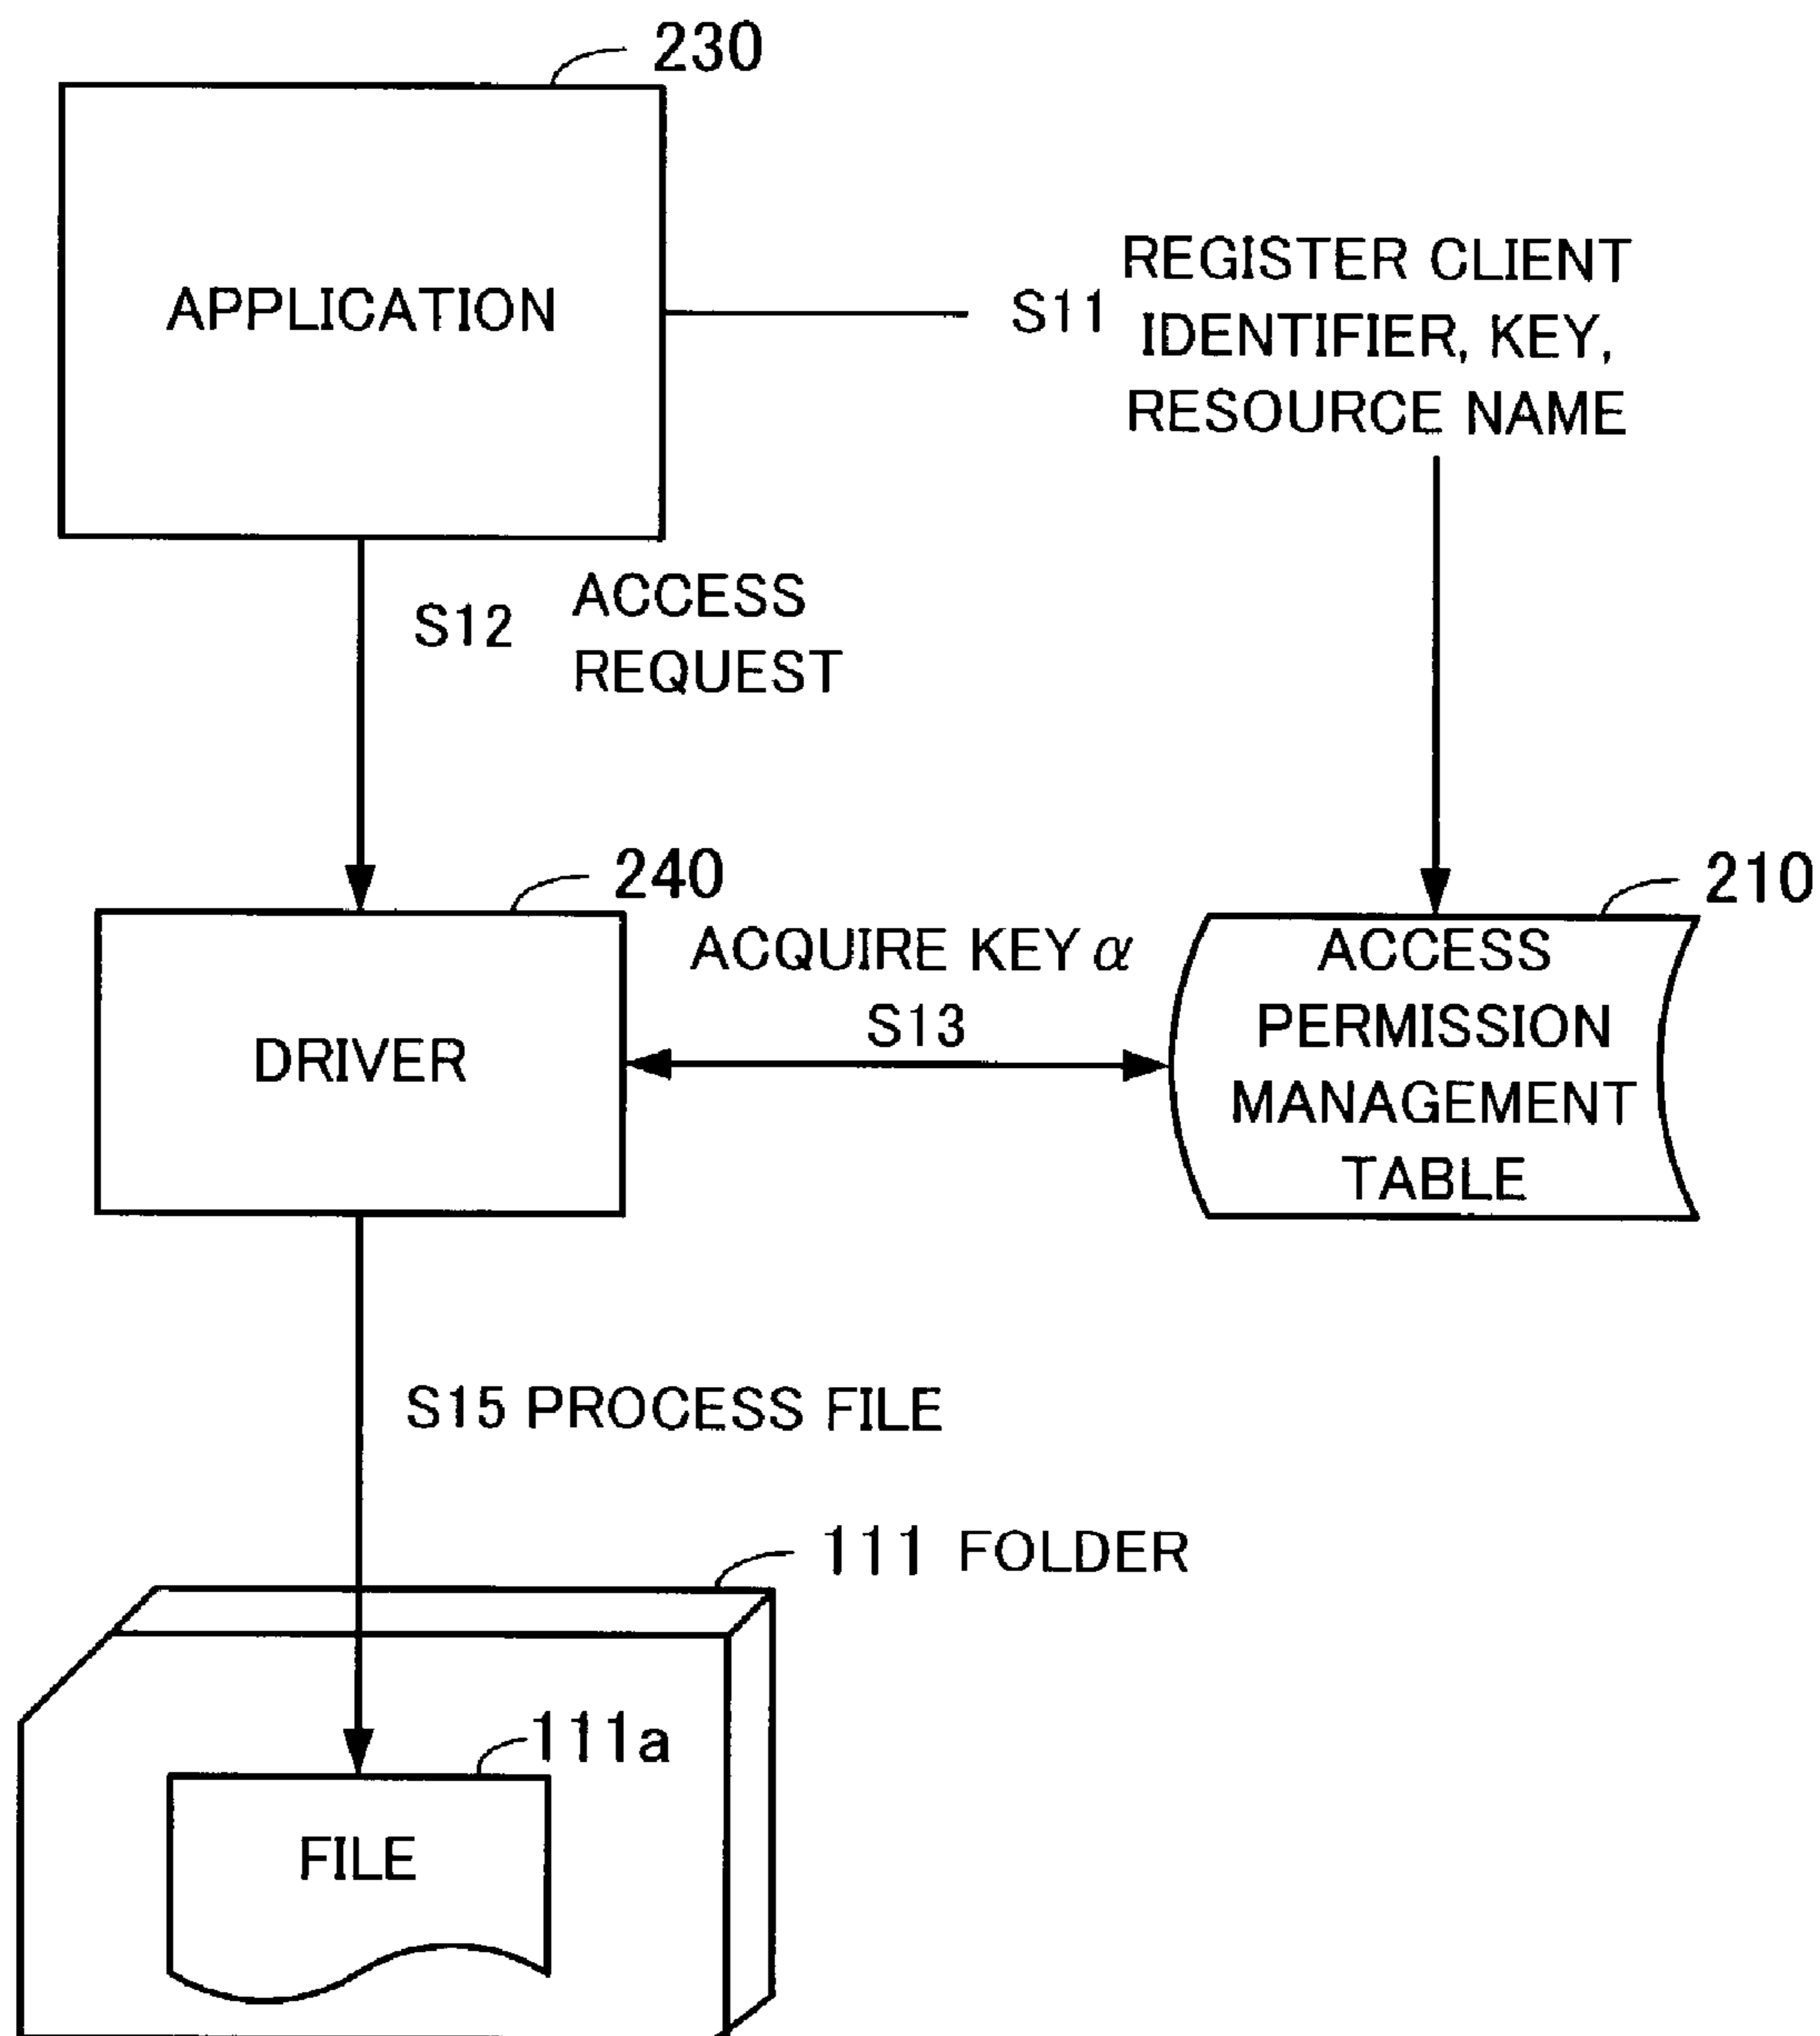 230
APPLICATION
S11
REGISTER CLIENT
IDENTIFIER, KEY,
RESOURCE NAME
S12
ACCESS
REQUEST
240
210
ACQUIRE KEY α
S13
DRIVER
ACCESS
PERMISSION
MANAGEMENT
TABLE
S15 PROCESS FILE
111 FOLDER
111a
FILE